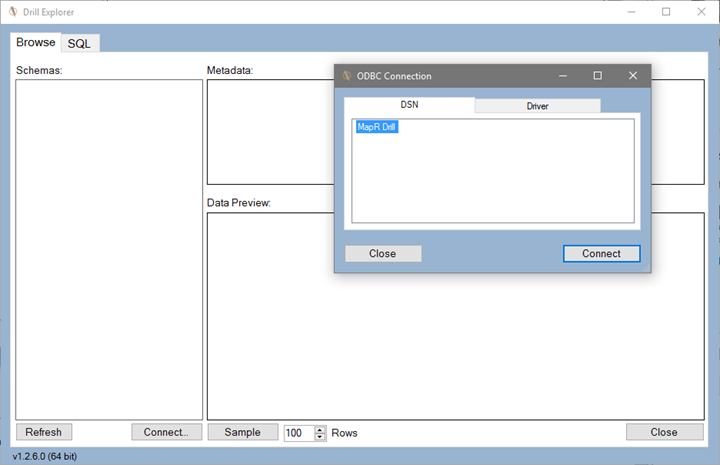 Drill Explorer
Browse
SQL
Schemas:
Metadata:
ODBC Connection
DSN
Driver
MapR Drill
Close
Connect
Data Preview:
Refresh
Connect..
Sample
100
Rows
Close
v1.2.6.0 (64 bit)